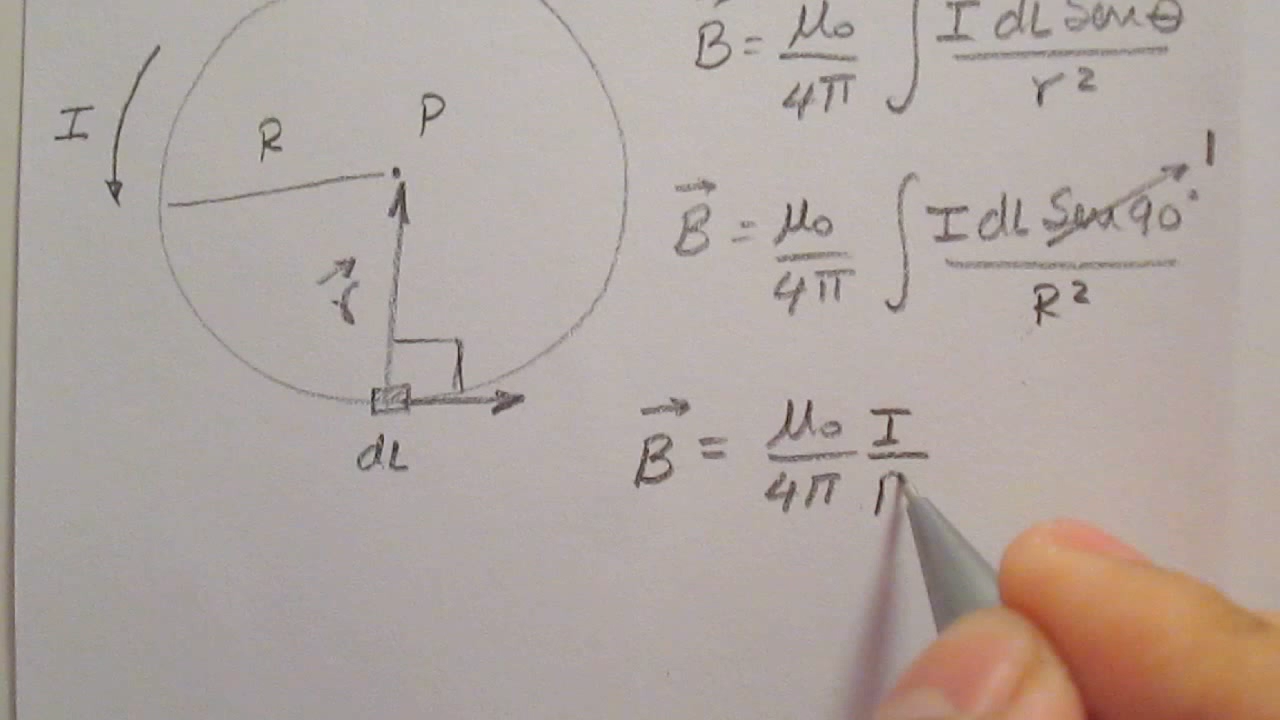 B = μ₀/4π ∫ I dL Sen θ / r²
I
R
P
B = μ₀/4π ∫ I dL Sen 90° / R²
1
r
B = μ₀/4π I
dL